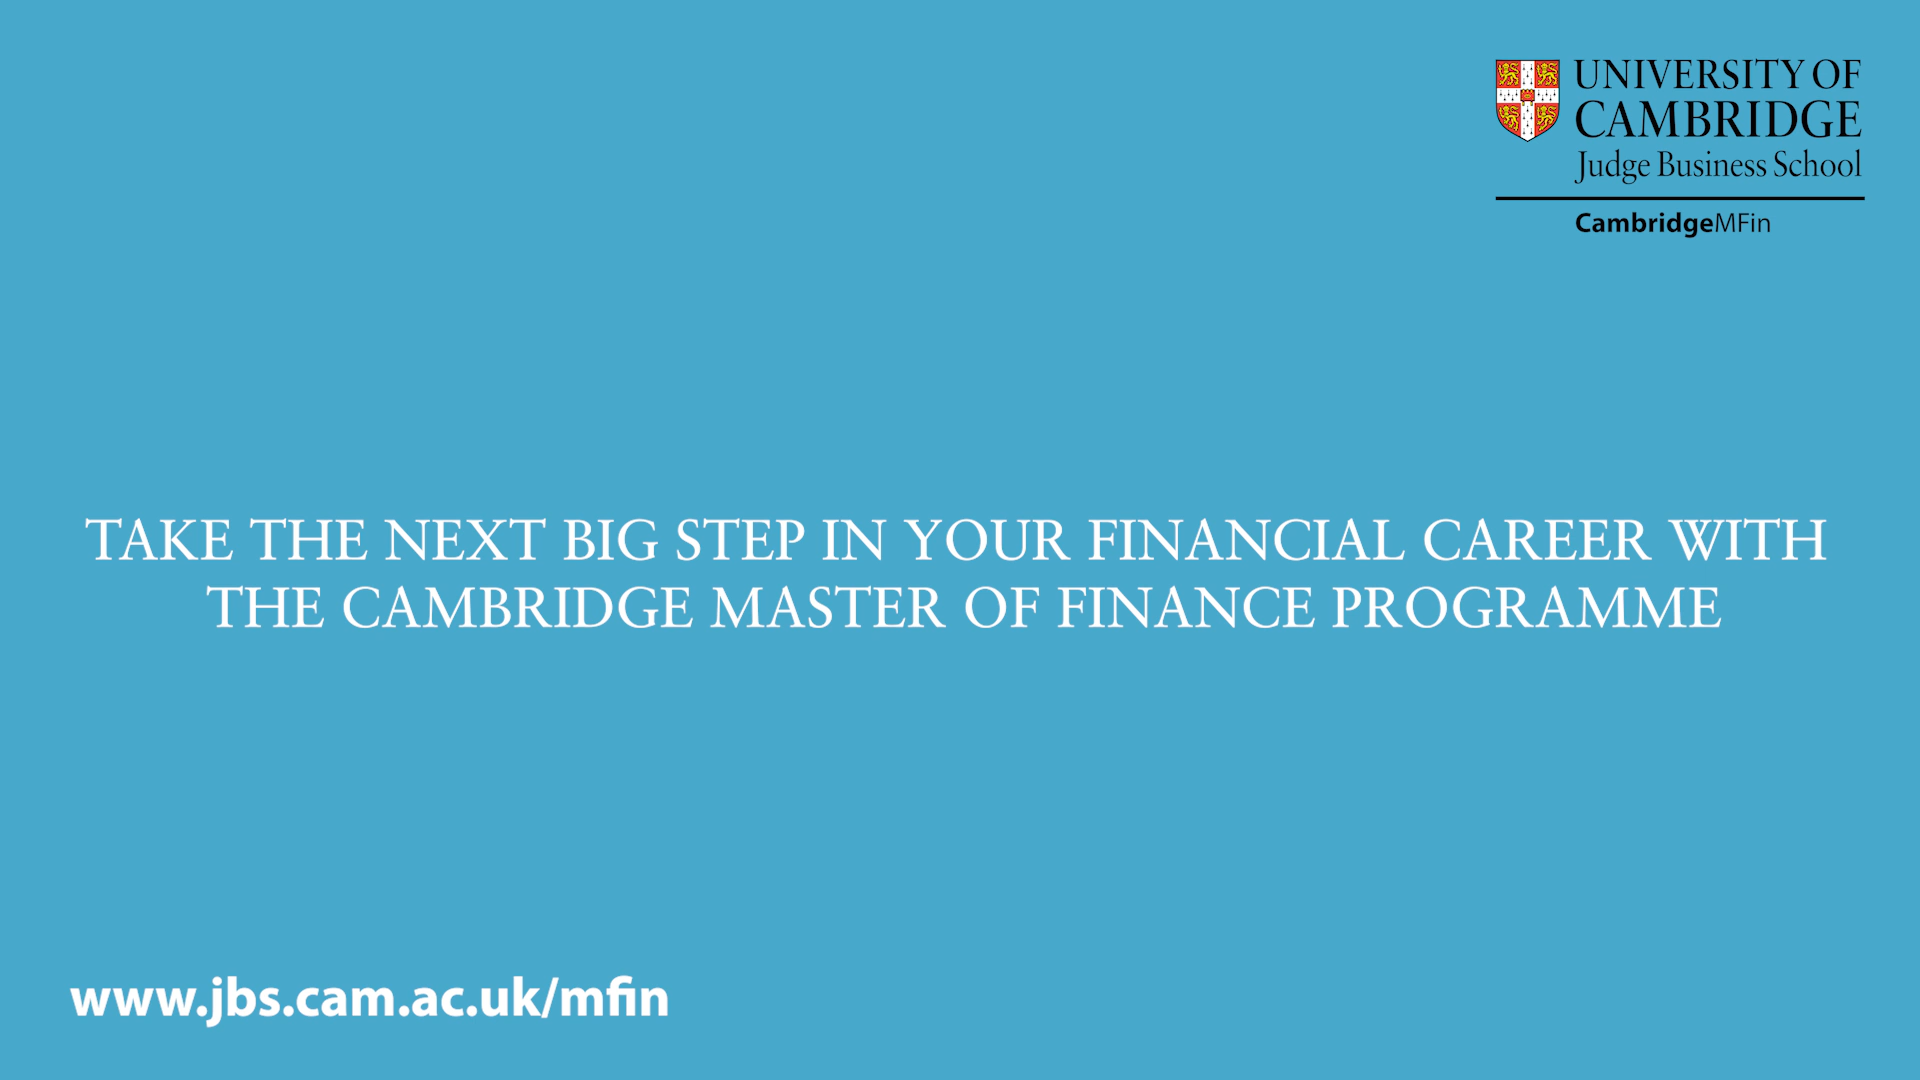 UNIVERSITY OF
CAMBRIDGE
Judge Business School
CambridgeMFin
TAKE THE NEXT BIG STEP IN YOUR FINANCIAL CAREER WITH
THE CAMBRIDGE MASTER OF FINANCE PROGRAMME
www.jbs.cam.ac.uk/mfin